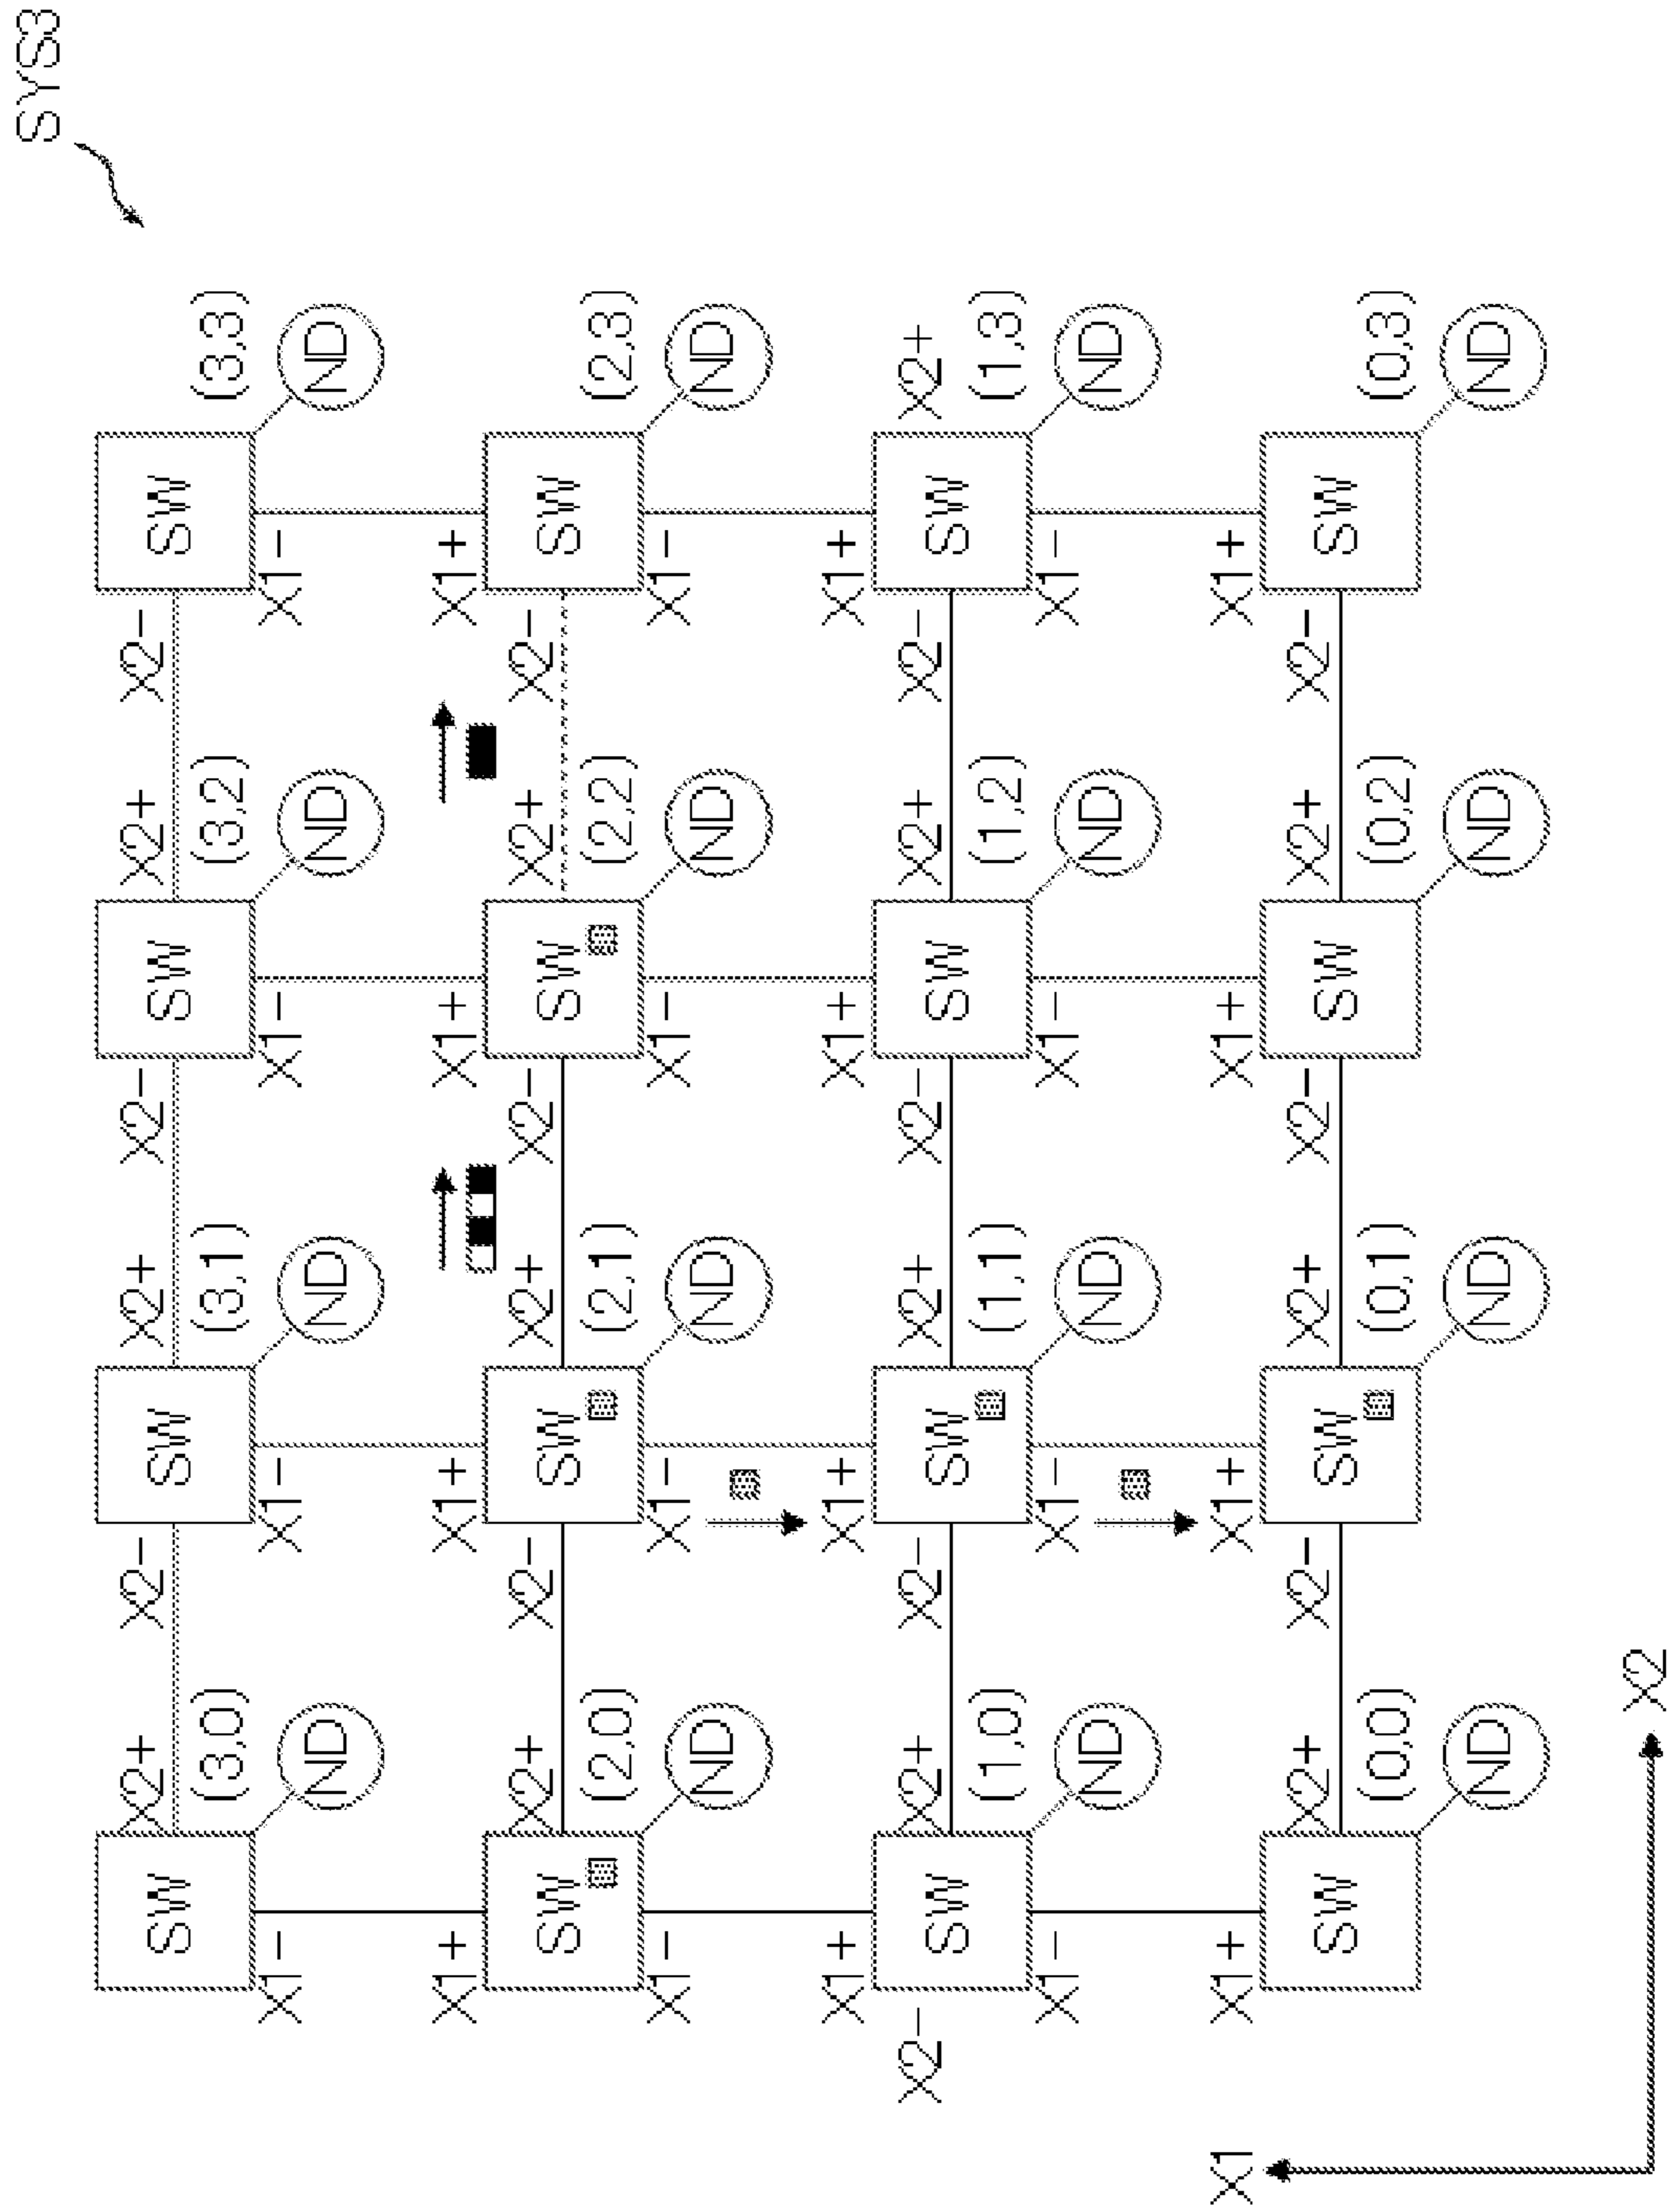 SYS3
X2+ X2- X2+ X2- X2+ X2-
SW SW SW SW
(3,0) (3,1) (3,2) (3,3)
X1- X1- X1- X1-
ND ND ND ND
X1+ X1+ X1+ X1+
X2+ X2- X2+ X2- X2+ X2-
SW SW SW SW
(2,0) (2,1) (2,2) (2,3)
X1- X1- X1- X1-
ND ND ND ND
X1+ X1+ X1+ X1+
X2- X2+ X2- X2+ X2- X2+ X2- X2+
SW SW SW SW
(1,0) (1,1) (1,2) (1,3)
X1- X1- X1- X1-
ND ND ND ND
X1 X1+ X1+ X1+ X1+
X2+ X2- X2+ X2- X2+ X2-
SW SW SW SW
(0,0) (0,1) (0,2) (0,3)
ND ND ND ND
X2